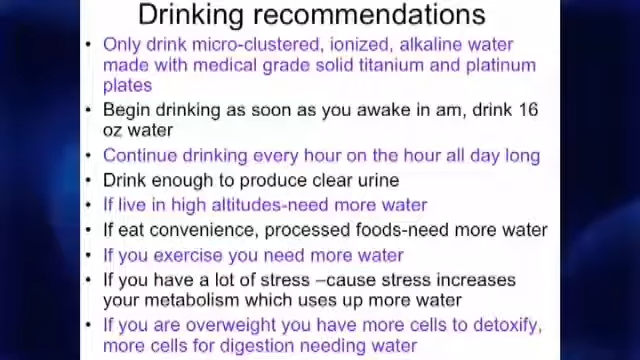 Drinking recommendations
• Only drink micro-clustered, ionized, alkaline water
made with medical grade solid titanium and platinum
plates
• Begin drinking as soon as you awake in am, drink 16
oz water
• Continue drinking every hour on the hour all day long
• Drink enough to produce clear urine
• If live in high altitudes-need more water
• If eat convenience, processed foods-need more water
• If you exercise you need more water
• If you have a lot of stress –cause stress increases
your metabolism which uses up more water
• If you are overweight you have more cells to detoxify,
more cells for digestion needing water